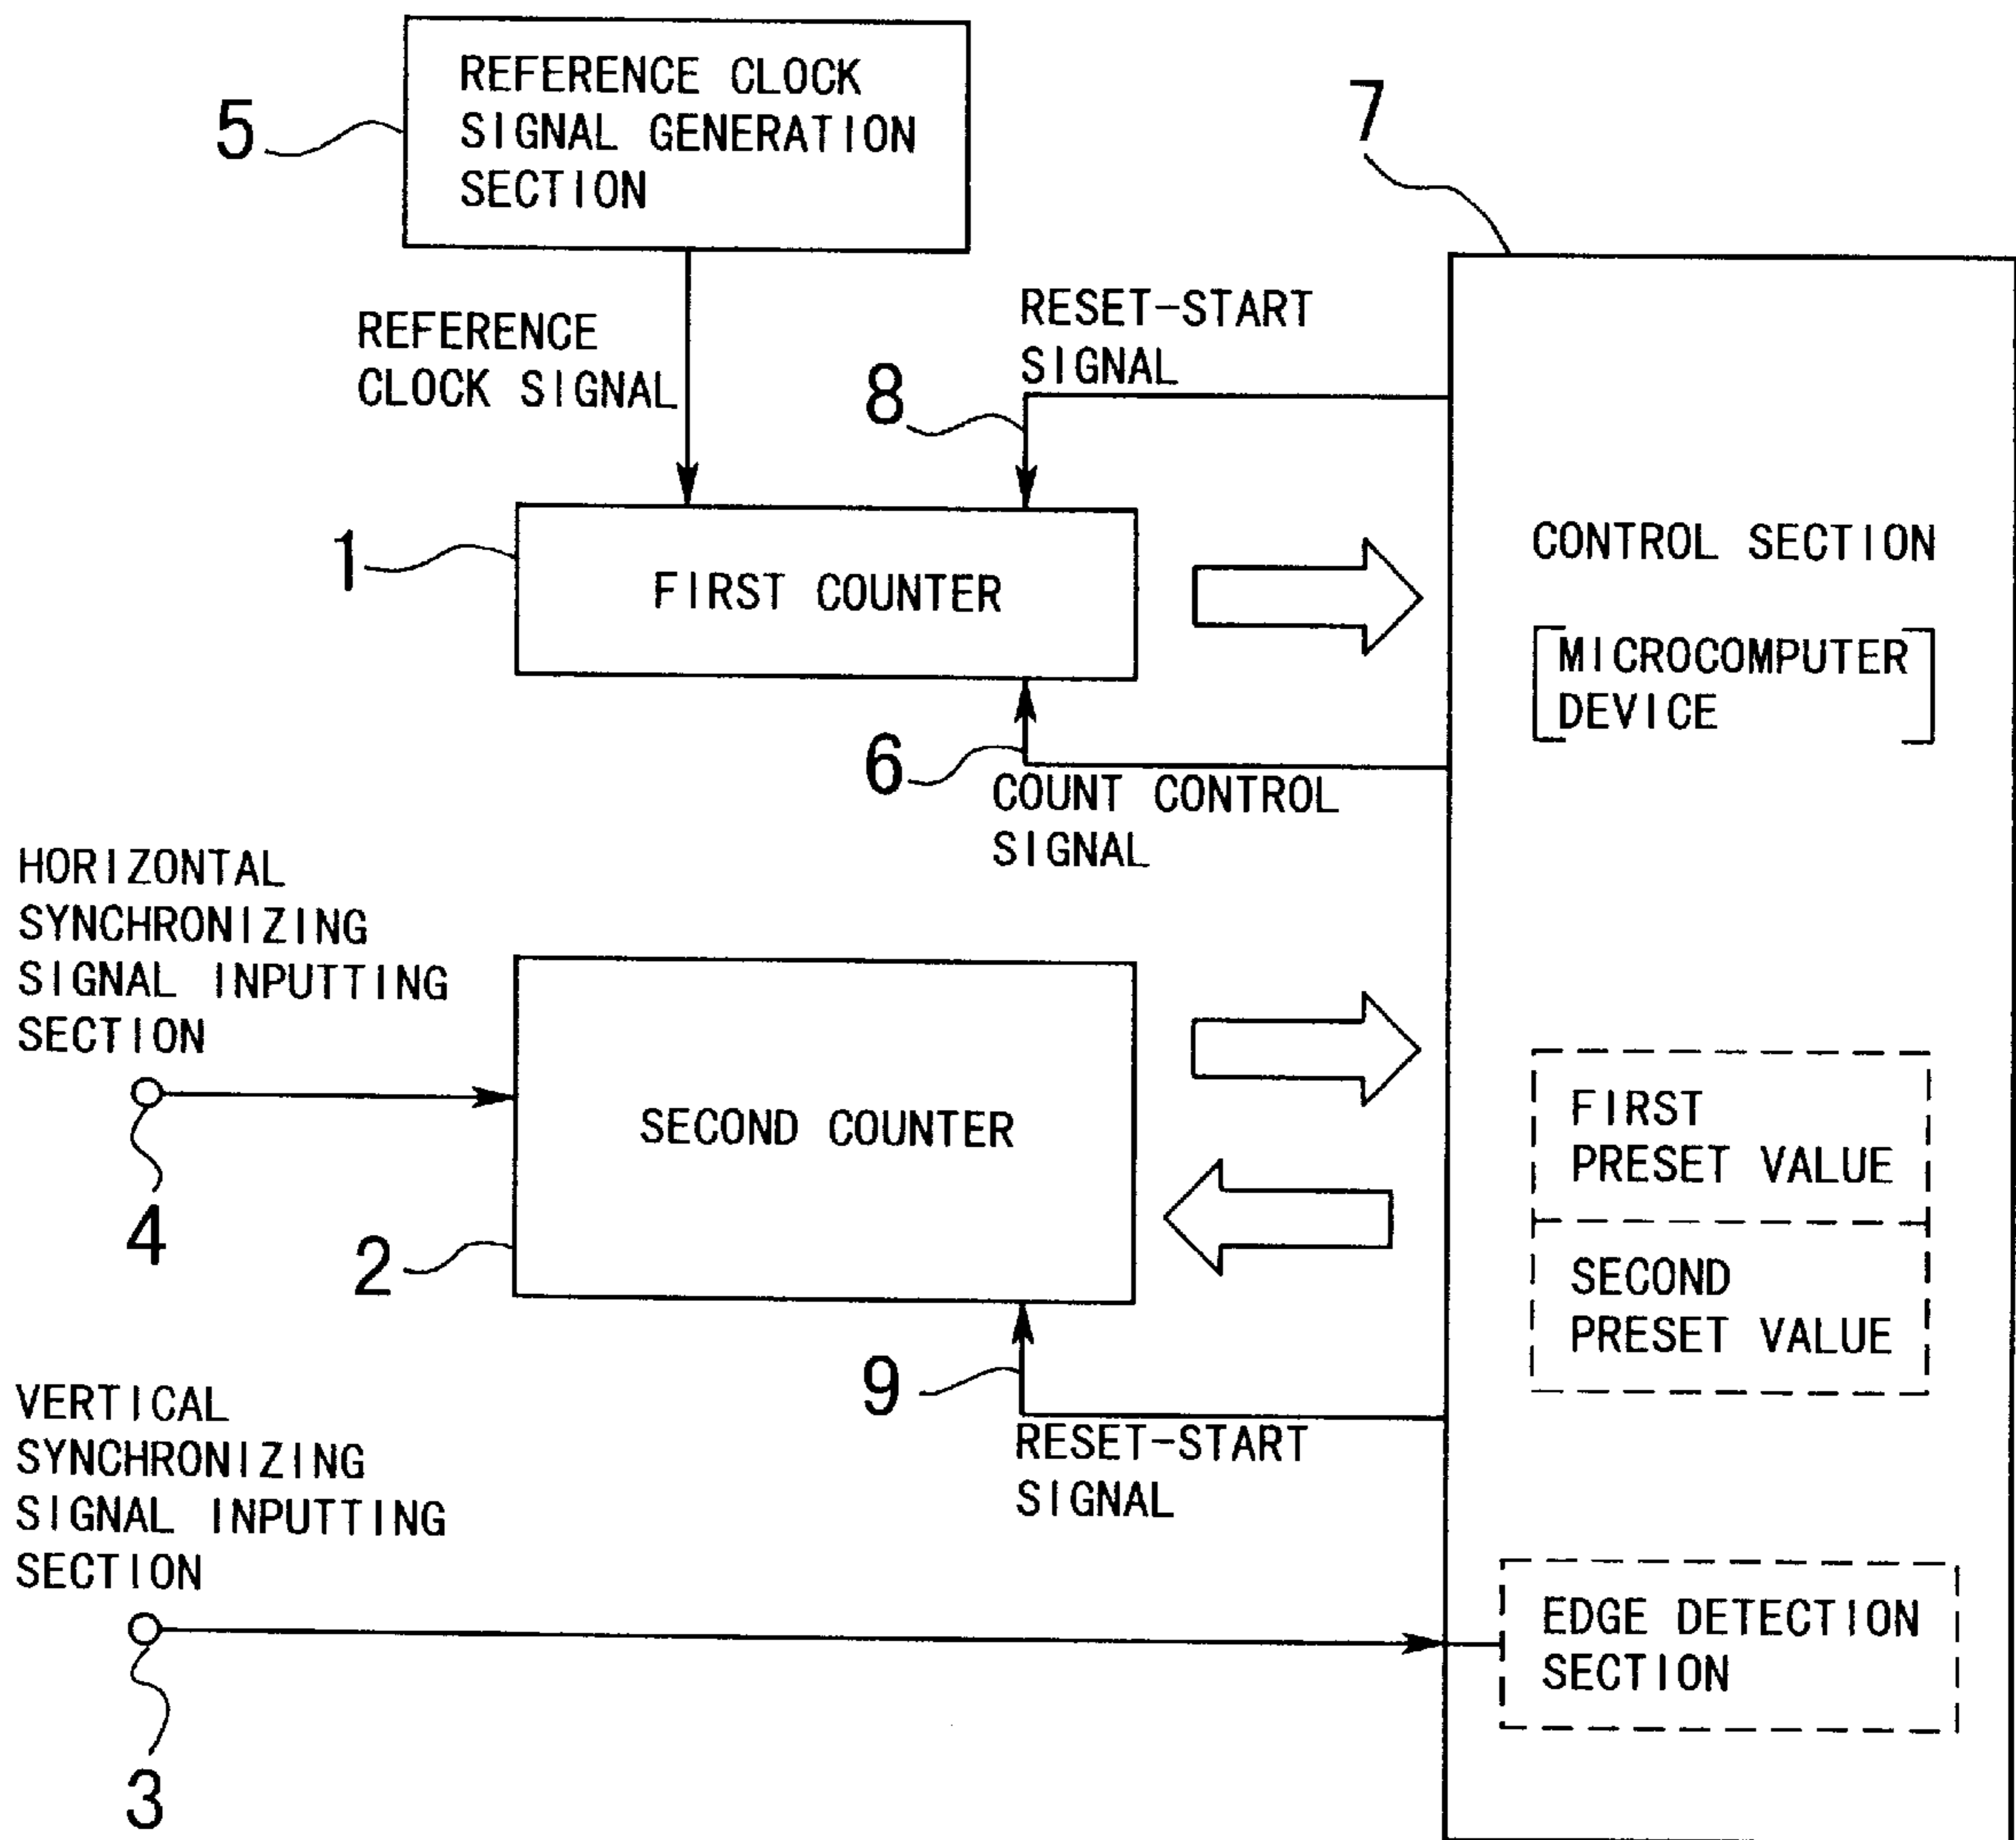 REFERENCE CLOCK
SIGNAL GENERATION
SECTION
5
7
REFERENCE
CLOCK SIGNAL
RESET-START
SIGNAL
8
1
FIRST COUNTER
CONTROL SECTION
MICROCOMPUTER
DEVICE
6
COUNT CONTROL
SIGNAL
HORIZONTAL
SYNCHRONIZING
SIGNAL INPUTTING
SECTION
4
SECOND COUNTER
2
FIRST
PRESET VALUE
SECOND
PRESET VALUE
9
RESET-START
SIGNAL
VERTICAL
SYNCHRONIZING
SIGNAL INPUTTING
SECTION
3
EDGE DETECTION
SECTION